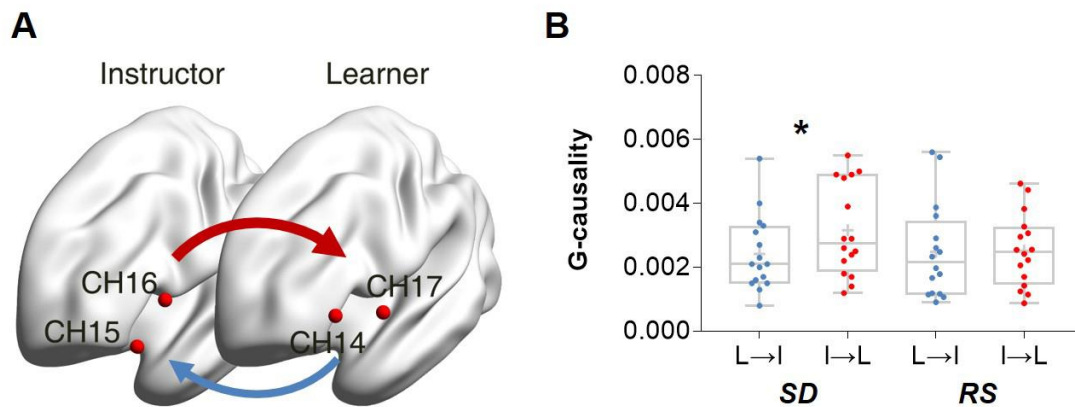 A
Instructor
Learner
CH16
CH15
CH17
CH14
B
G-causality
0.008
0.006
0.004
0.002
0.000
*
L→I I→L L→I I→L
SD RS